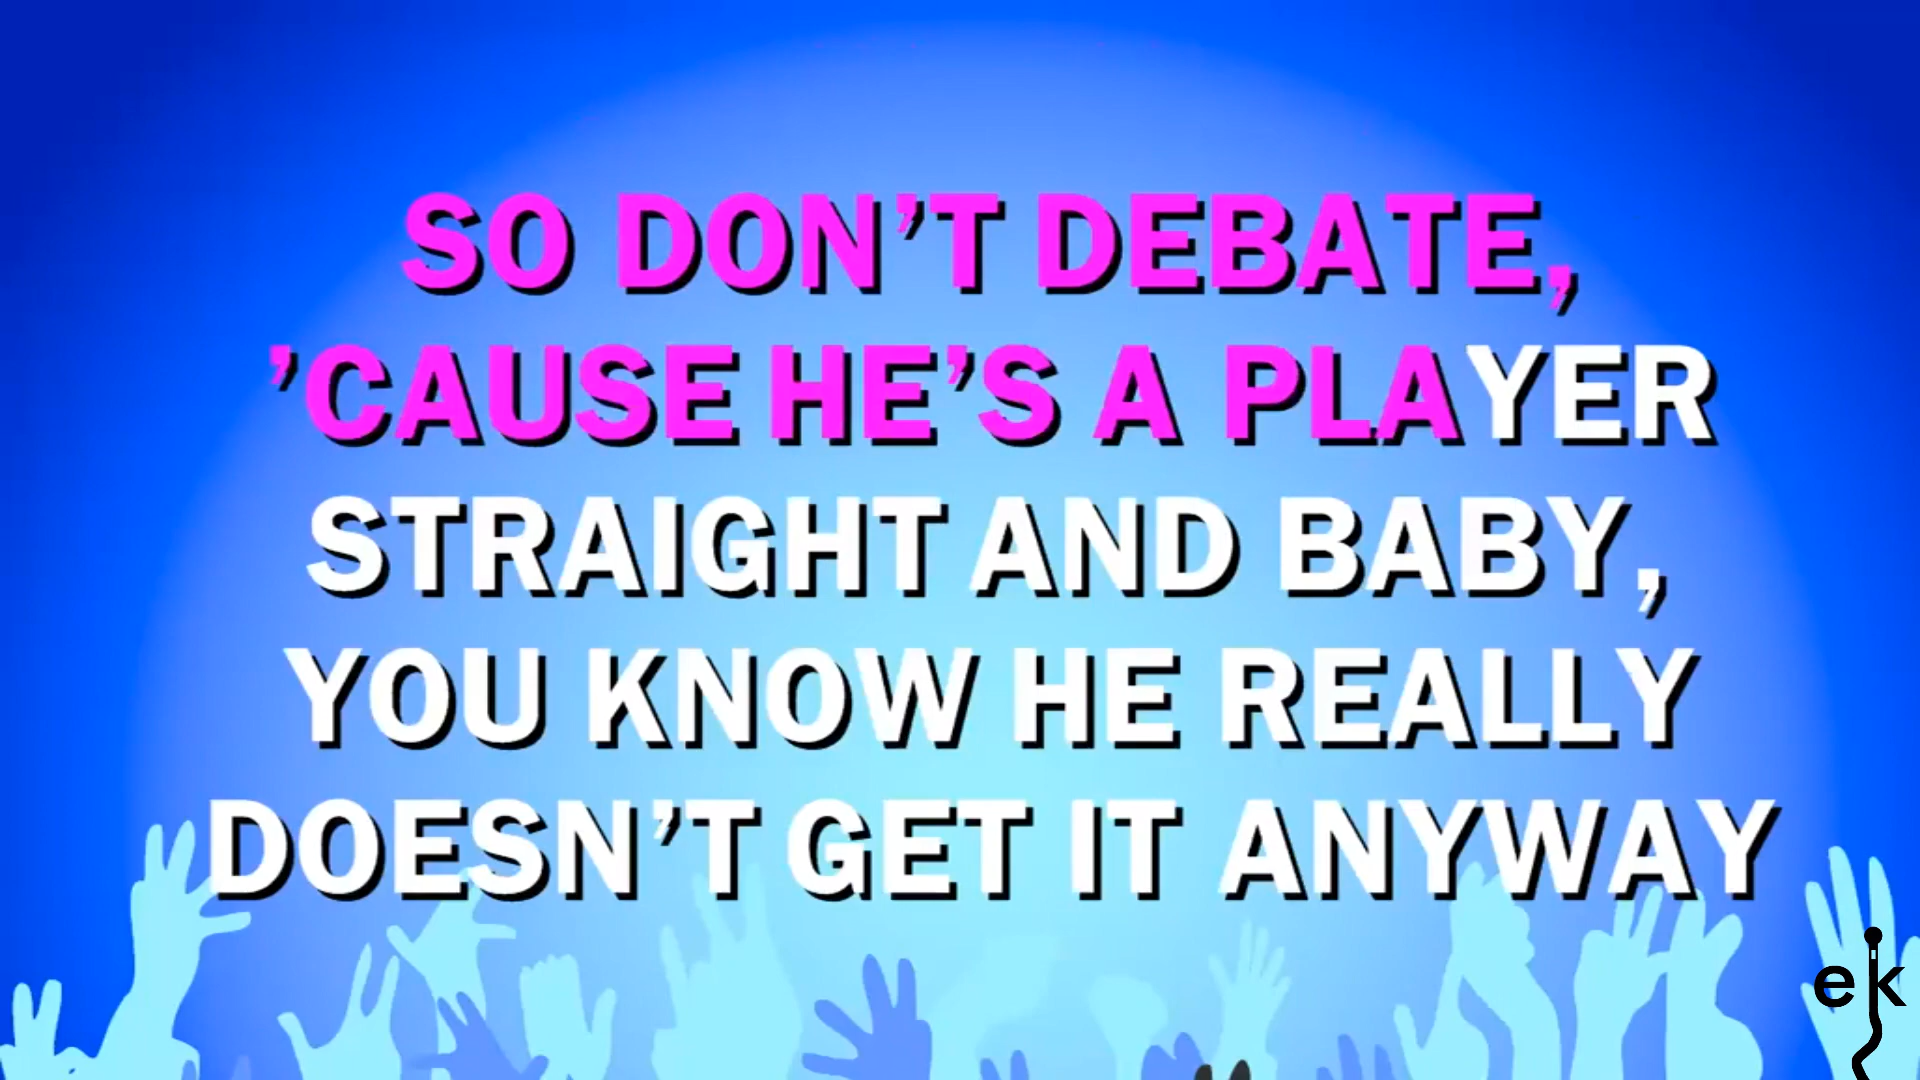 SO DON’T DEBATE,
’CAUSE HE’S A PLAYER
STRAIGHT AND BABY,
YOU KNOW HE REALLY
DOESN’T GET IT ANYWAY
ek